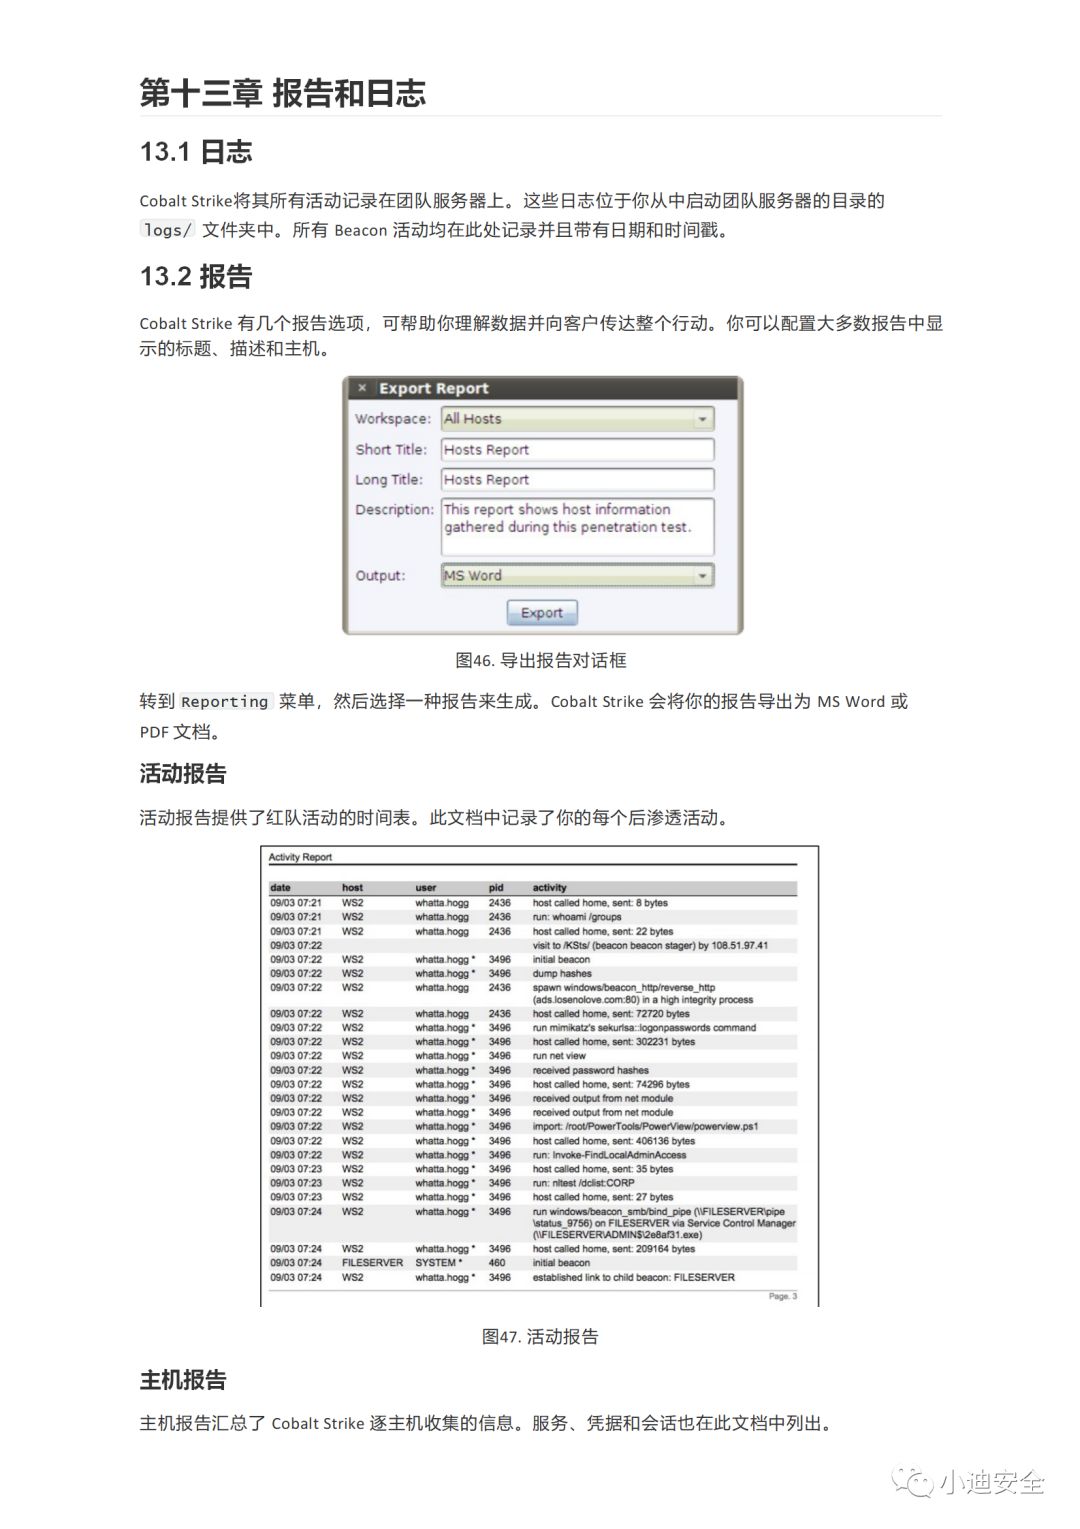 第十三章 报告和日志
13.1 日志
Cobalt Strike将其所有活动记录在团队服务器上。这些日志位于你从中启动团队服务器的目录的
logs/ 文件夹中。所有 Beacon 活动均在此处记录并且带有日期和时间戳。
13.2 报告
Cobalt Strike 有几个报告选项，可帮助你理解数据并向客户传达整个行动。你可以配置大多数报告中显
示的标题、描述和主机。
× Export Report
Workspace: All Hosts
Short Title: Hosts Report
Long Title: Hosts Report
Description: This report shows host information
gathered during this penetration test.
Output: MS Word
Export
图46. 导出报告对话框
转到 Reporting 菜单，然后选择一种报告来生成。Cobalt Strike 会将你的报告导出为 MS Word 或
PDF 文档。
活动报告
活动报告提供了红队活动的时间表。此文档中记录了你的每个后渗透活动。
Activity Report
date host user pid activity
09/03 07:21 WS2 whatta.hogg 2436 host called home, sent: 8 bytes
09/03 07:21 WS2 whatta.hogg 2436 run: whoami /groups
09/03 07:21 WS2 whatta.hogg 2436 host called home, sent: 22 bytes
09/03 07:22 visit to /KSts/ (beacon beacon stager) by 108.51.97.41
09/03 07:22 WS2 whatta.hogg * 3496 initial beacon
09/03 07:22 WS2 whatta.hogg * 3496 dump hashes
09/03 07:22 WS2 whatta.hogg 2436 spawn windows/beacon_http/reverse_http
(ads.losenolove.com:80) in a high integrity process
09/03 07:22 WS2 whatta.hogg 2436 host called home, sent: 72720 bytes
09/03 07:22 WS2 whatta.hogg * 3496 run mimikatz's sekurlsa::logonpasswords command
09/03 07:22 WS2 whatta.hogg * 3496 host called home, sent: 302231 bytes
09/03 07:22 WS2 whatta.hogg * 3496 run net view
09/03 07:22 WS2 whatta.hogg * 3496 received password hashes
09/03 07:22 WS2 whatta.hogg * 3496 host called home, sent: 74296 bytes
09/03 07:22 WS2 whatta.hogg * 3496 received output from net module
09/03 07:22 WS2 whatta.hogg * 3496 received output from net module
09/03 07:22 WS2 whatta.hogg * 3496 import: /root/PowerTools/PowerView/powerview.ps1
09/03 07:22 WS2 whatta.hogg * 3496 host called home, sent: 406136 bytes
09/03 07:22 WS2 whatta.hogg * 3496 run: Invoke-FindLocalAdminAccess
09/03 07:23 WS2 whatta.hogg * 3496 host called home, sent: 35 bytes
09/03 07:23 WS2 whatta.hogg * 3496 run: nltest /dclist:CORP
09/03 07:23 WS2 whatta.hogg * 3496 host called home, sent: 27 bytes
09/03 07:24 WS2 whatta.hogg * 3496 run windows/beacon_smb/bind_pipe (\\FILESERVER\pipe
\status_9756) on FILESERVER via Service Control Manager
(\\FILESERVER\ADMIN$\2e8af31.exe)
09/03 07:24 WS2 whatta.hogg * 3496 host called home, sent: 209164 bytes
09/03 07:24 FILESERVER SYSTEM * 460 initial beacon
09/03 07:24 WS2 whatta.hogg * 3496 established link to child beacon: FILESERVER
Page. 3
图47. 活动报告
主机报告
主机报告汇总了 Cobalt Strike 逐主机收集的信息。服务、凭据和会话也在此文档中列出。
小迪安全